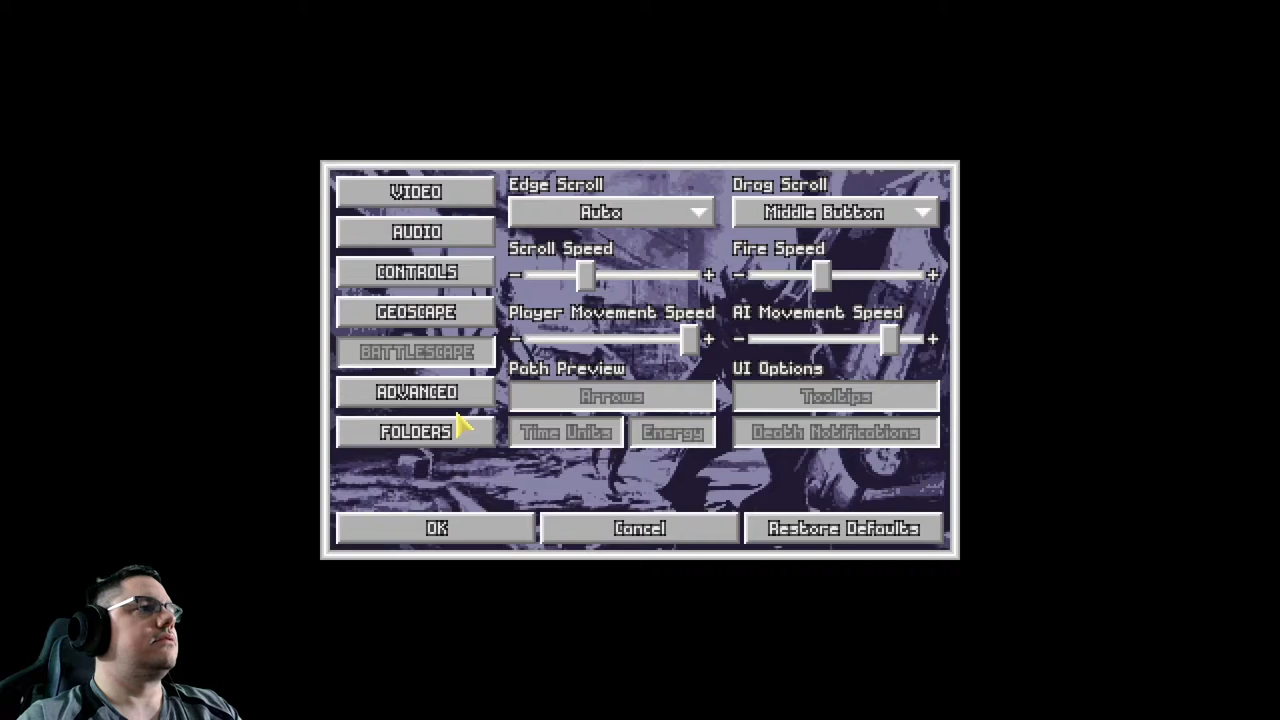 VIDEO
AUDIO
CONTROLS
GEOSCAPE
BATTLESCAPE
ADVANCED
FOLDERS
Edge Scroll
Drag Scroll
Auto
Middle Button
Scroll Speed
Fire Speed
Player Movement Speed
AI Movement Speed
Path Preview
UI Options
Arrows
Tooltips
Time Units
Energy
Death Notifications
OK
Cancel
Restore Defaults